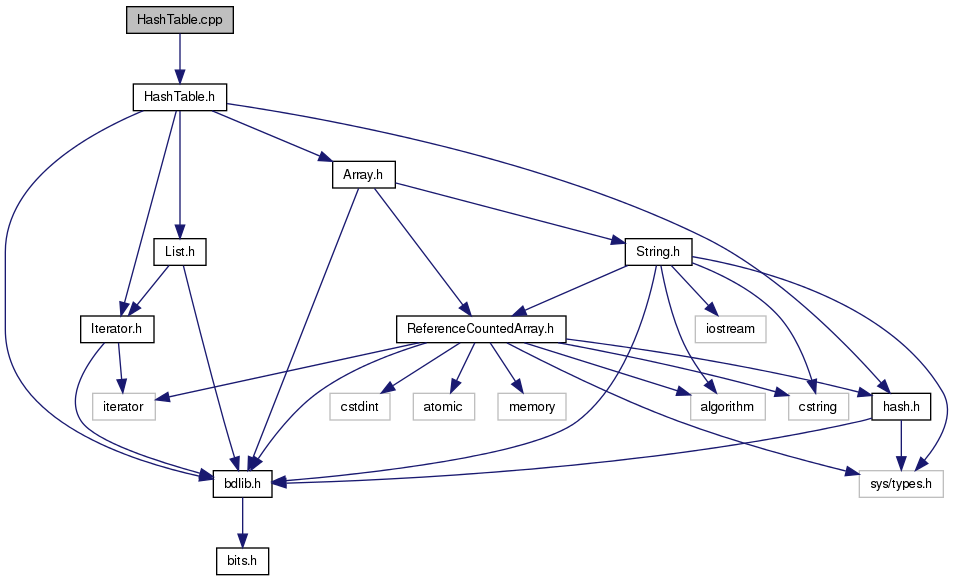 HashTable.cpp
HashTable.h
Array.h
List.h
String.h
Iterator.h
ReferenceCountedArray.h
iostream
iterator
cstdint
atomic
memory
algorithm
cstring
hash.h
bdlib.h
sys/types.h
bits.h